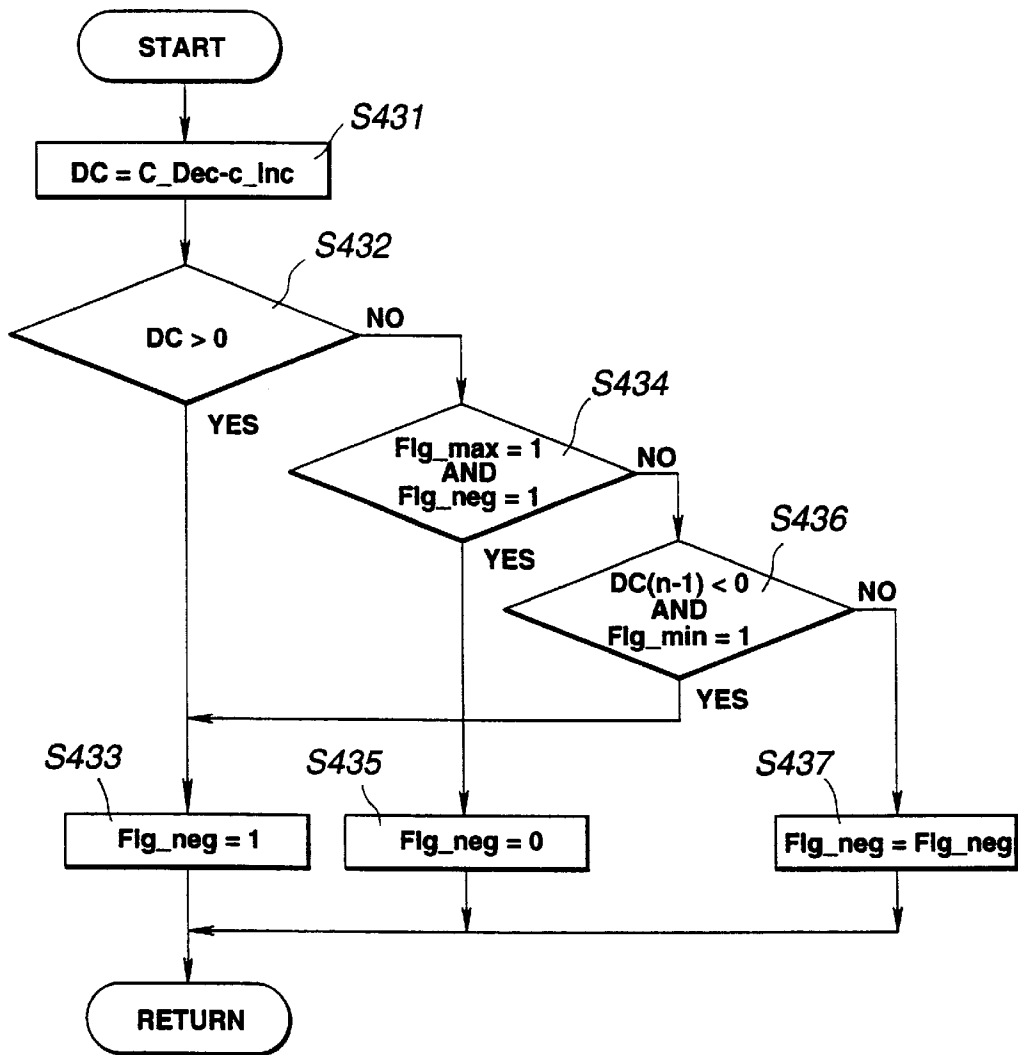 START
S431
DC = C_Dec-c_Inc
S432
DC > 0
NO
YES
S434
Flg_max = 1
AND
Flg_neg = 1
NO
YES
S436
DC(n-1) < 0
AND
Flg_min = 1
NO
YES
S433
Flg_neg = 1
S435
Flg_neg = 0
S437
Flg_neg = Flg_neg
RETURN